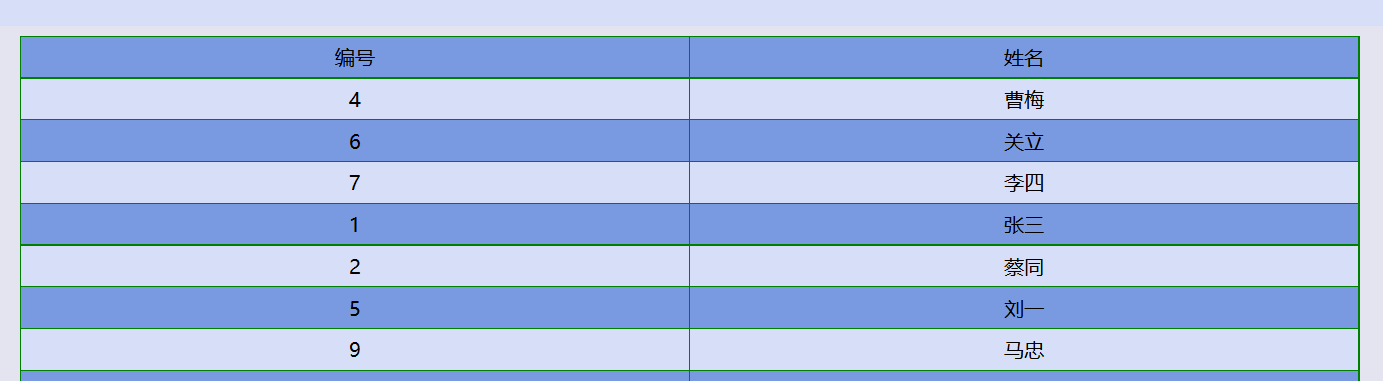 编号 姓名
4 曹梅
6 关立
7 李四
1 张三
2 蔡同
5 刘一
9 马忠